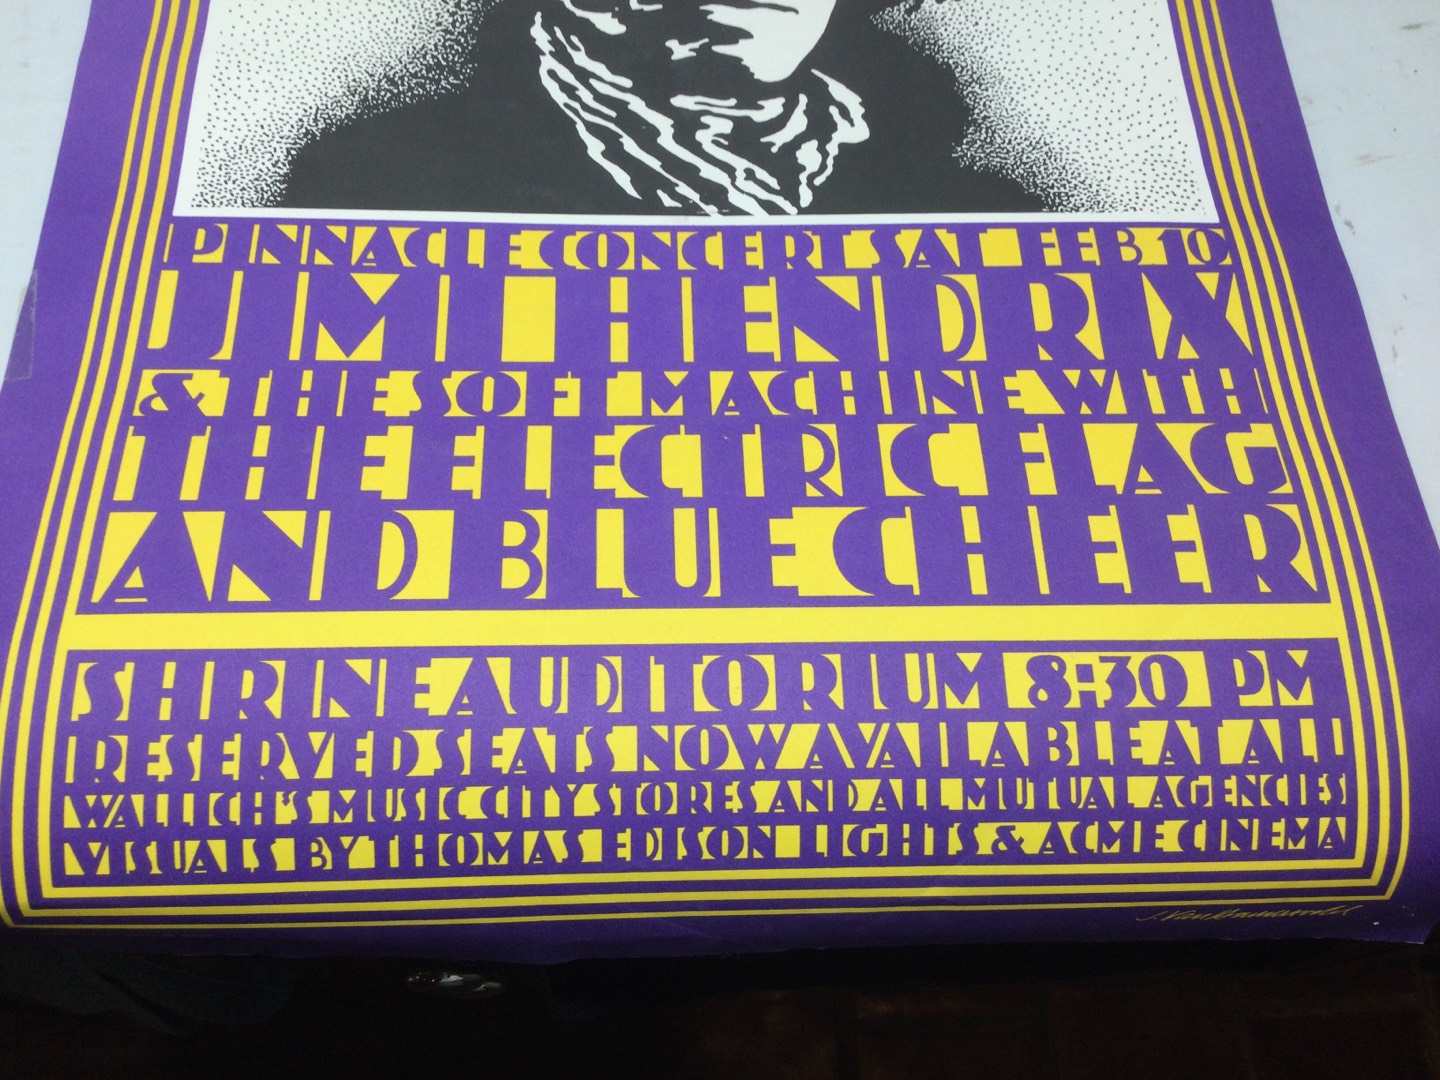 PINNACLE CONCERT SAT FEB 10
JIMI HENDRIX
& THE SOFT MACHINE WITH
THE ELECTRIC FLAG
AND BLUE CHEER
SHRINE AUDITORIUM 8:30 PM
RESERVED SEATS NOW AVAILABLE AT ALL
WALLICH'S MUSIC CITY STORES AND ALL MUTUAL AGENCIES
VISUALS BY THOMAS EDISON LIGHTS & ACME CINEMA
J. Van Hamersveld